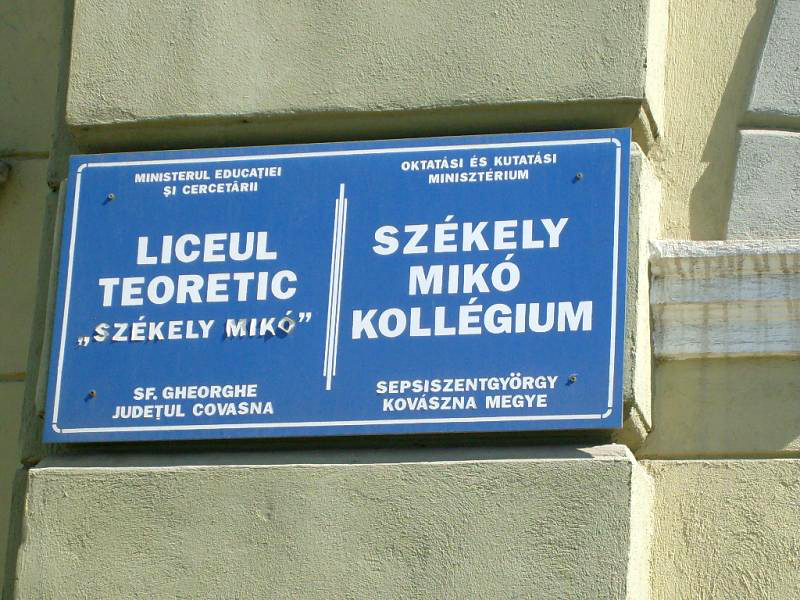 MINISTERUL EDUCAȚIEI
ȘI CERCETĂRII
LICEUL
TEORETIC
„SZÉKELY MIKÓ”
SF. GHEORGHE
JUDEȚUL COVASNA
OKTATÁSI ÉS KUTATÁSI
MINISZTÉRIUM
SZÉKELY
MIKÓ
KOLLÉGIUM
SEPSISZENTGYÖRGY
KOVÁSZNA MEGYE